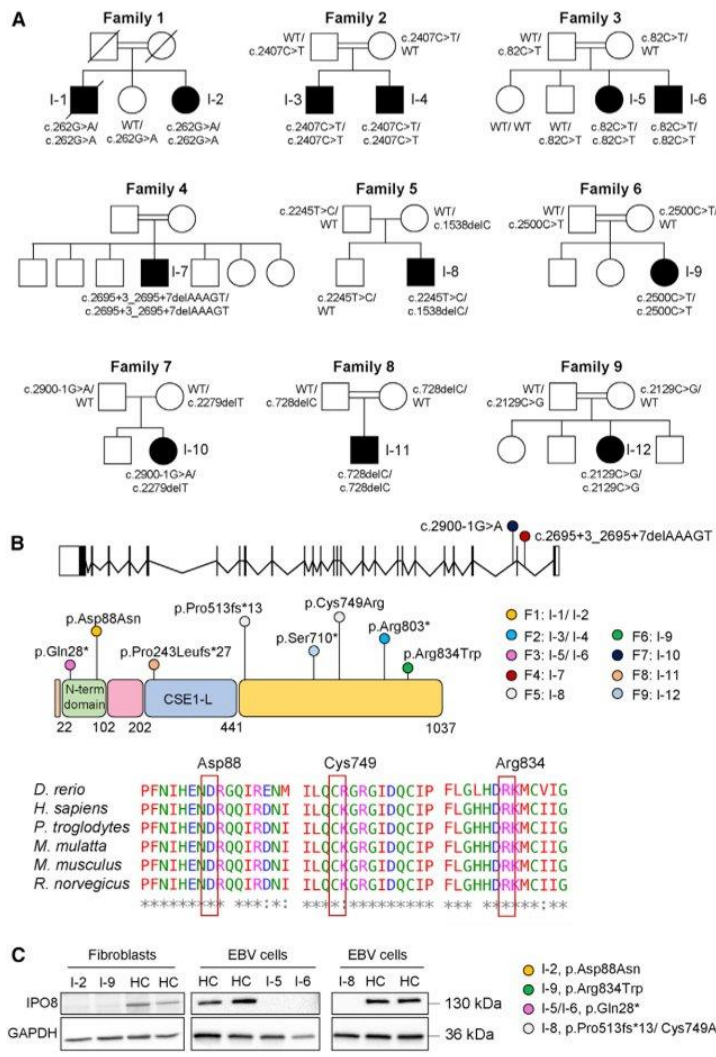 A
Family 1
Family 2
Family 3
WT/
c.2407C>T
c.2407C>T/
WT
WT/
c.82C>T
c.82C>T/
WT
I-1
I-2
I-3
I-4
I-5
I-6
c.262G>A/
c.262G>A
WT/
c.262G>A
c.262G>A/
c.262G>A
c.2407C>T/
c.2407C>T
c.2407C>T/
c.2407C>T
WT/ WT
WT/
c.82C>T
c.82C>T/
c.82C>T
c.82C>T/
c.82C>T
Family 4
Family 5
Family 6
c.2245T>C/
WT
WT/
c.1538delC
WT/
c.2500C>T
c.2500C>T/
WT
I-7
I-8
I-9
c.2695+3_2695+7delAAAGT/
c.2695+3_2695+7delAAAGT
c.2245T>C/
WT
c.2245T>C/
c.1538delC/
c.2500C>T/
c.2500C>T
Family 7
Family 8
Family 9
c.2900-1G>A/
WT
WT/
c.2279delT
WT/
c.728delC
c.728delC/
WT
WT/
c.2129C>G
c.2129C>G/
WT
I-10
I-11
I-12
c.2900-1G>A/
c.2279delT
c.728delC/
c.728delC
c.2129C>G/
c.2129C>G
B
c.2900-1G>A
c.2695+3_2695+7delAAAGT
p.Asp88Asn
p.Pro513fs*13
p.Cys749Arg
p.Gln28*
p.Pro243Leufs*27
p.Ser710*
p.Arg803*
p.Arg834Trp
N-term
domain
CSE1-L
22
102
202
441
1037
F1: I-1/ I-2
F2: I-3/ I-4
F3: I-5/ I-6
F4: I-7
F5: I-8
F6: I-9
F7: I-10
F8: I-11
F9: I-12
Asp88
Cys749
Arg834
D. rerio PFNIHENDRGQIRENM ILQCRGRGIDQCIP FLGLHDRKMCVIG
H. sapiens PFNIHENDRQQIRDNI ILQCKGRGIDQCIP FLGHHDRKMCIIG
P. troglodytes PFNIHENDRQQIRDNI ILQCKGRGIDQCIP FLGHHDRKMCIIG
M. mulatta PFNIHENDRQQIRDNI ILQCKGRGIDQCIP FLGHHDRKMCIIG
M. musculus PFNIHENDRQQIRDNI ILQCKGRGIDQCIP FLGHHDRKMCIIG
R. norvegicus PFNIHENDRQQIRDNI ILQCKGRGIDQCIP FLGHHDRKMCIIG
********* ***:*: ****:********* *** ******:**
C
Fibroblasts
EBV cells
EBV cells
I-2 I-9 HC HC
HC HC I-5 I-6
I-8 HC HC
IPO8
130 kDa
GAPDH
36 kDa
I-2, p.Asp88Asn
I-9, p.Arg834Trp
I-5/I-6, p.Gln28*
I-8, p.Pro513fs*13/ Cys749A